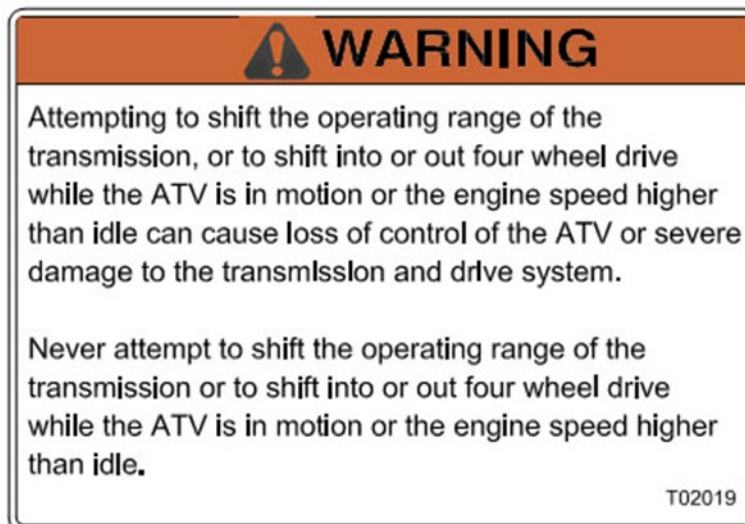 WARNING
Attempting to shift the operating range of the
transmission, or to shift into or out four wheel drive
while the ATV is in motion or the engine speed higher
than idle can cause loss of control of the ATV or severe
damage to the transmission and drive system.
Never attempt to shift the operating range of the
transmission or to shift into or out four wheel drive
while the ATV is in motion or the engine speed higher
than idle.
T02019